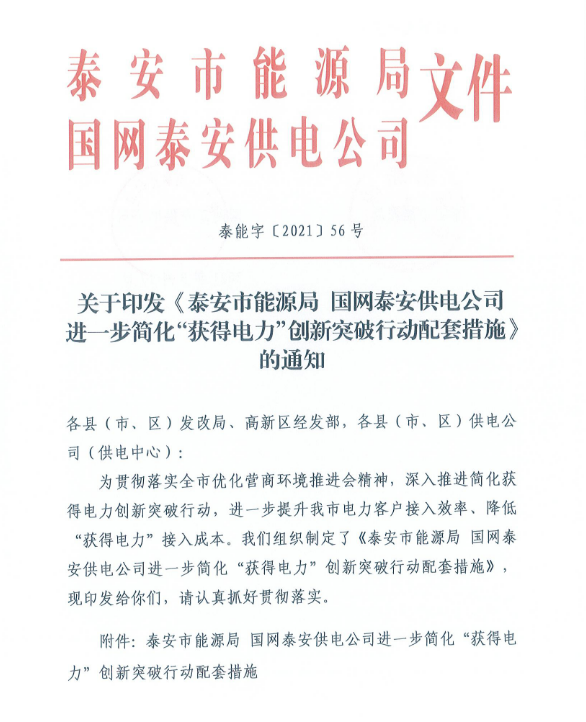 泰安市能源局
国网泰安供电公司
文件
泰能字〔2021〕56号
关于印发《泰安市能源局 国网泰安供电公司
进一步简化“获得电力”创新突破行动配套措施》
的通知
各县（市、区）发改局、高新区经发部，各县（市、区）供电公
司（供电中心）：
为贯彻落实全市优化营商环境推进会精神，深入推进简化获
得电力创新突破行动，进一步提升我市电力客户接入效率、降低
“获得电力”接入成本。我们组织制定了《泰安市能源局 国网泰
安供电公司进一步简化“获得电力”创新突破行动配套措施》，
现印发给你们，请认真抓好贯彻落实。
附件：泰安市能源局 国网泰安供电公司进一步简化“获得电
力”创新突破行动配套措施